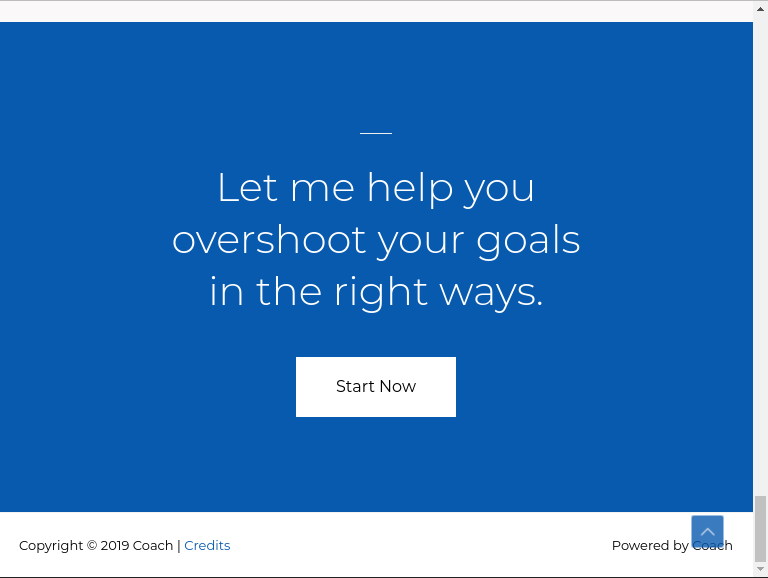 Let me help you
overshoot your goals
in the right ways.
Start Now
Copyright © 2019 Coach | Credits
Powered by Coach